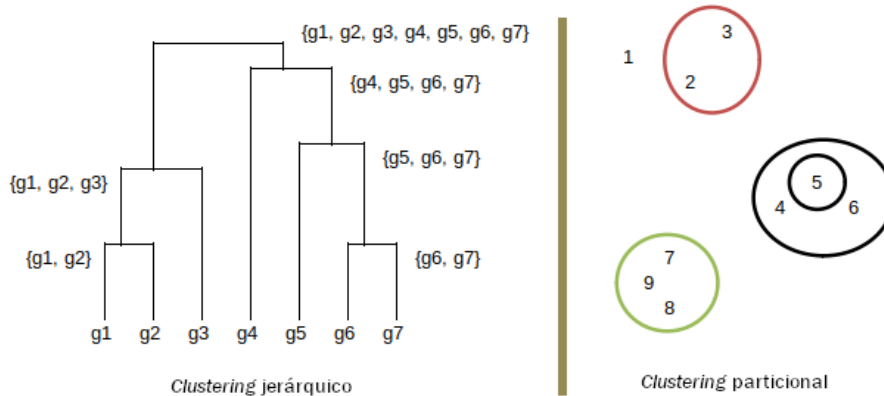 {g1, g2, g3, g4, g5, g6, g7}
{g4, g5, g6, g7}
{g5, g6, g7}
{g1, g2, g3}
{g1, g2}
{g6, g7}
g1 g2 g3 g4 g5 g6 g7
Clustering jerárquico
3
1
2
5
4 6
7
9
8
Clustering particional